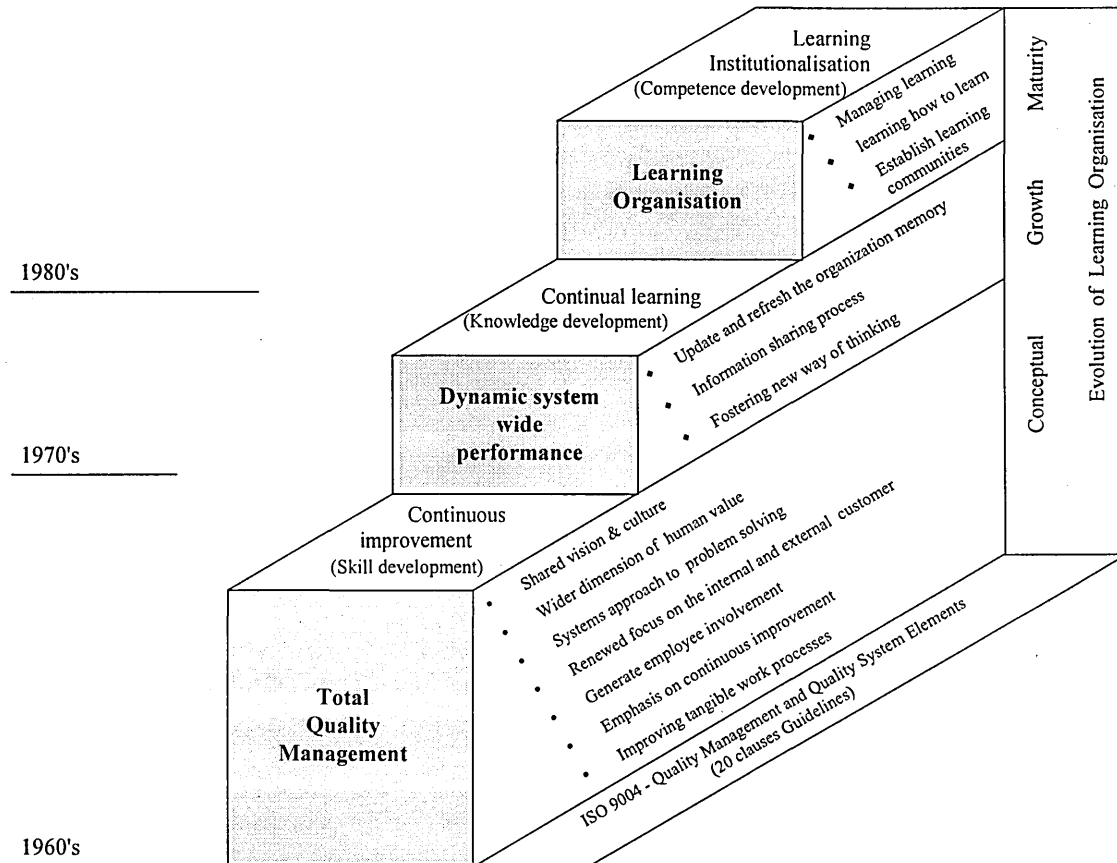 Learning
Institutionalisation
(Competence development)
Learning
Organisation
Managing learning
learning how to learn
Establish learning
communities
1980's
Continual learning
(Knowledge development)
Dynamic system
wide
performance
Update and refresh the organization memory
Information sharing process
Fostering new way of thinking
1970's
Continuous
improvement
(Skill development)
Total
Quality
Management
Shared vision & culture
Wider dimension of human value
Systems approach to problem solving
Renewed focus on the internal and external customer
Generate employee involvement
Emphasis on continuous improvement
Improving tangible work processes
ISO 9004 - Quality Management and Quality System Elements
(20 clauses Guidelines)
1960's
Maturity
Growth
Conceptual
Evolution of Learning Organisation